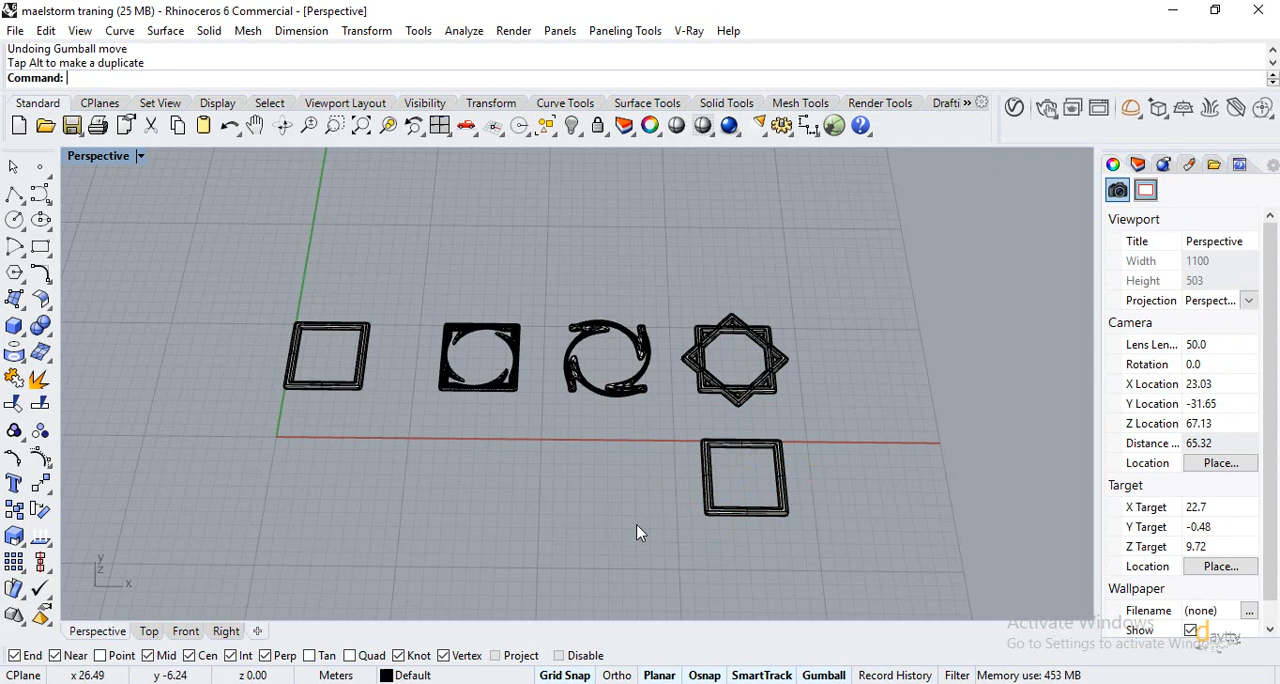 maelstorm traning (25 MB) - Rhinoceros 6 Commercial - [Perspective]
File Edit View Curve Surface Solid Mesh Dimension Transform Tools Analyze Render Panels Paneling Tools V-Ray Help
Undoing Gumball move
Tap Alt to make a duplicate
Command:
Standard CPlanes Set View Display Select Viewport Layout Visibility Transform Curve Tools Surface Tools Solid Tools Mesh Tools Render Tools Drafti »
Perspective
Viewport
Title Perspective
Width 1100
Height 503
Projection Perspect...
Camera
Lens Len... 50.0
Rotation 0.0
X Location 23.03
Y Location -31.65
Z Location 67.13
Distance ... 65.32
Location Place...
Target
X Target 22.7
Y Target -0.48
Z Target 9.72
Location Place...
Wallpaper
Filename (none) ...
Show
y
z
x
Activate Windows
Go to Settings to activate Windows.
Perspective Top Front Right
End Near Point Mid Cen Int Perp Tan Quad Knot Vertex Project Disable
CPlane x 26.49 y -6.24 z 0.00 Meters Default Grid Snap Ortho Planar Osnap SmartTrack Gumball Record History Filter Memory use: 453 MB